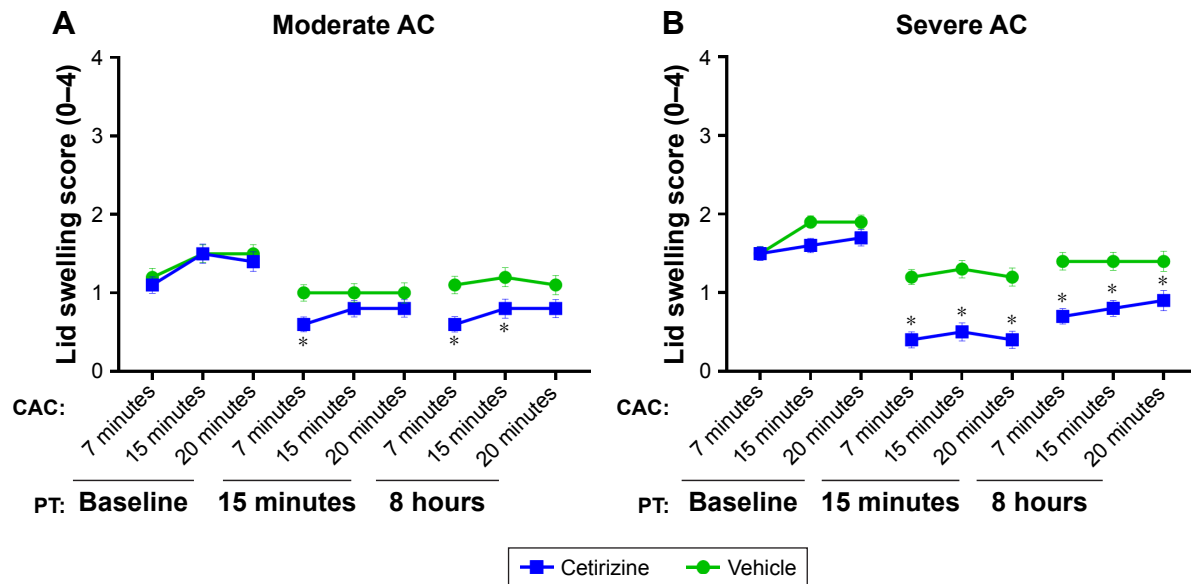 A
Moderate AC
Lid swelling score (0–4)
4
3
2
1
0
CAC:
7 minutes
15 minutes
20 minutes
7 minutes
15 minutes
20 minutes
7 minutes
15 minutes
20 minutes
PT:
Baseline
15 minutes
8 hours
*
*
*
B
Severe AC
Lid swelling score (0–4)
4
3
2
1
0
CAC:
7 minutes
15 minutes
20 minutes
7 minutes
15 minutes
20 minutes
7 minutes
15 minutes
20 minutes
PT:
Baseline
15 minutes
8 hours
*
*
*
*
*
*
Cetirizine
Vehicle